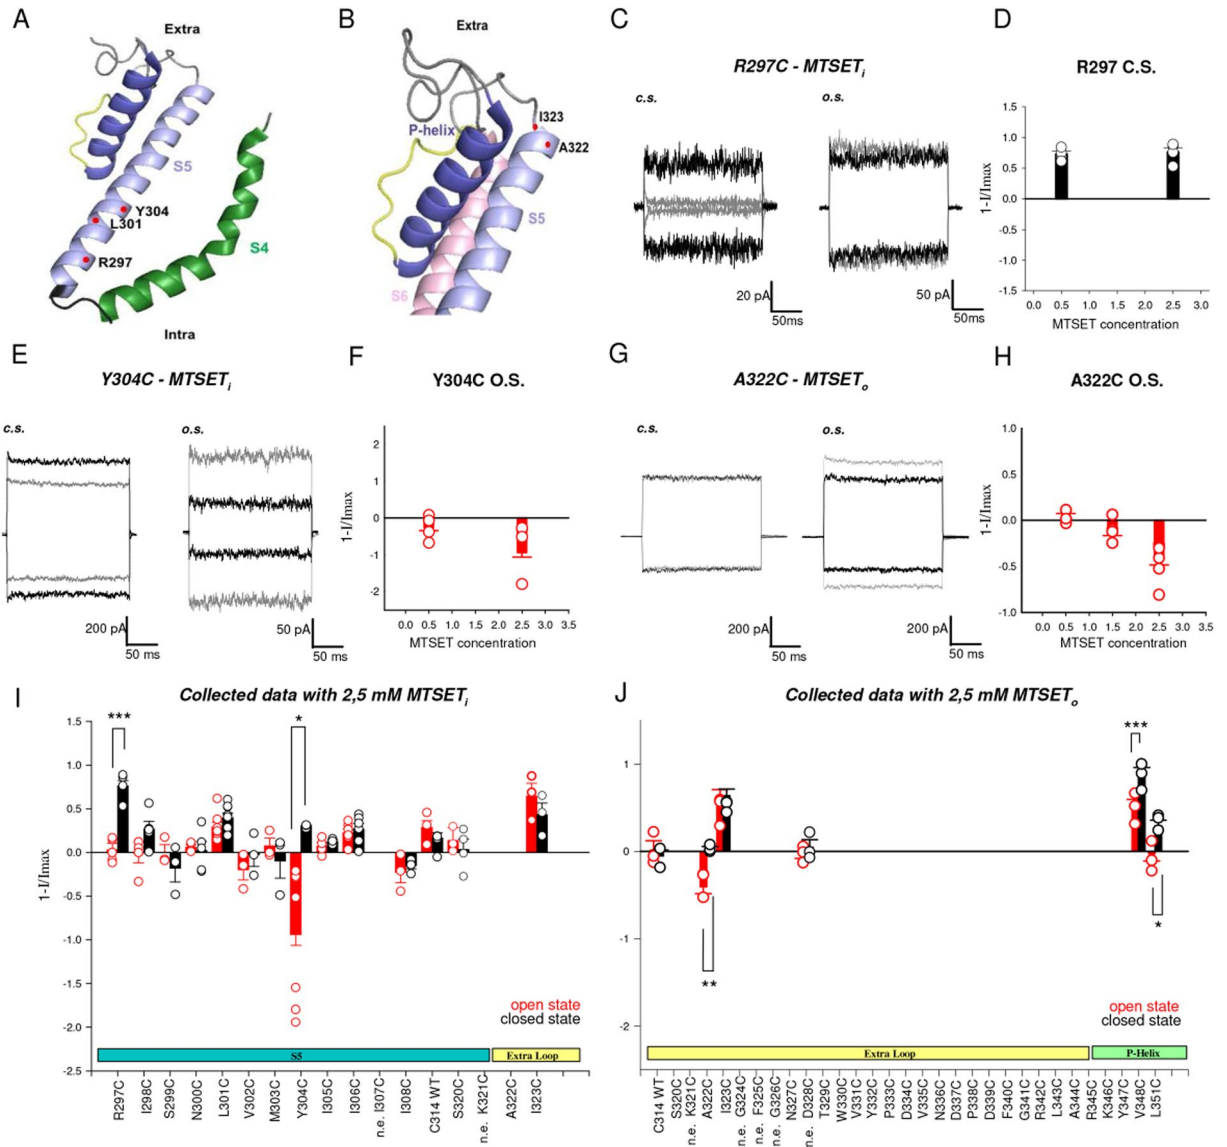 A
Extra
S5
Y304
L301
R297
S4
Intra
B
Extra
P-helix
I323
A322
S5
S6
C
R297C - MTSETi
c.s.
o.s.
20 pA
50ms
50 pA
50ms
D
R297 C.S.
1-I/Imax
1.5
1.0
0.5
0.0
-0.5
-1.0
-1.5
0.0 0.5 1.0 1.5 2.0 2.5 3.0
MTSET concentration
E
Y304C - MTSETi
c.s.
o.s.
200 pA
50 ms
50 pA
50 ms
F
Y304C O.S.
1-I/Imax
2
1
0
-1
-2
0.0 0.5 1.0 1.5 2.0 2.5 3.0 3.5
MTSET concentration
G
A322C - MTSETo
c.s.
o.s.
200 pA
50 ms
200 pA
50 ms
H
A322C O.S.
1-I/Imax
1.0
0.5
0.0
-0.5
-1.0
0.0 0.5 1.0 1.5 2.0 2.5 3.0 3.5
MTSET concentration
I
Collected data with 2,5 mM MTSETi
1-I/Imax
1.5
1.0
0.5
0.0
-0.5
-1.0
-1.5
-2.0
-2.5
***
*
open state
closed state
S5
Extra Loop
R297C
I298C
S299C
N300C
L301C
V302C
M303C
Y304C
I305C
I306C
n.e. I307C
I308C
C314 WT
S320C
n.e. K321C
A322C
I323C
J
Collected data with 2,5 mM MTSETo
1
0
-1
-2
**
***
*
open state
closed state
Extra Loop
P-Helix
C314 WT
S320C
n.e. K321C
A322C
I323C
n.e. G324C
n.e. F325C
n.e. G326C
N327C
n.e. D328C
T329C
W330C
V331C
Y332C
P333C
D334C
V335C
N336C
D337C
P338C
D339C
F340C
G341C
R342C
L343C
A344C
R345C
K346C
Y347C
V348C
L351C